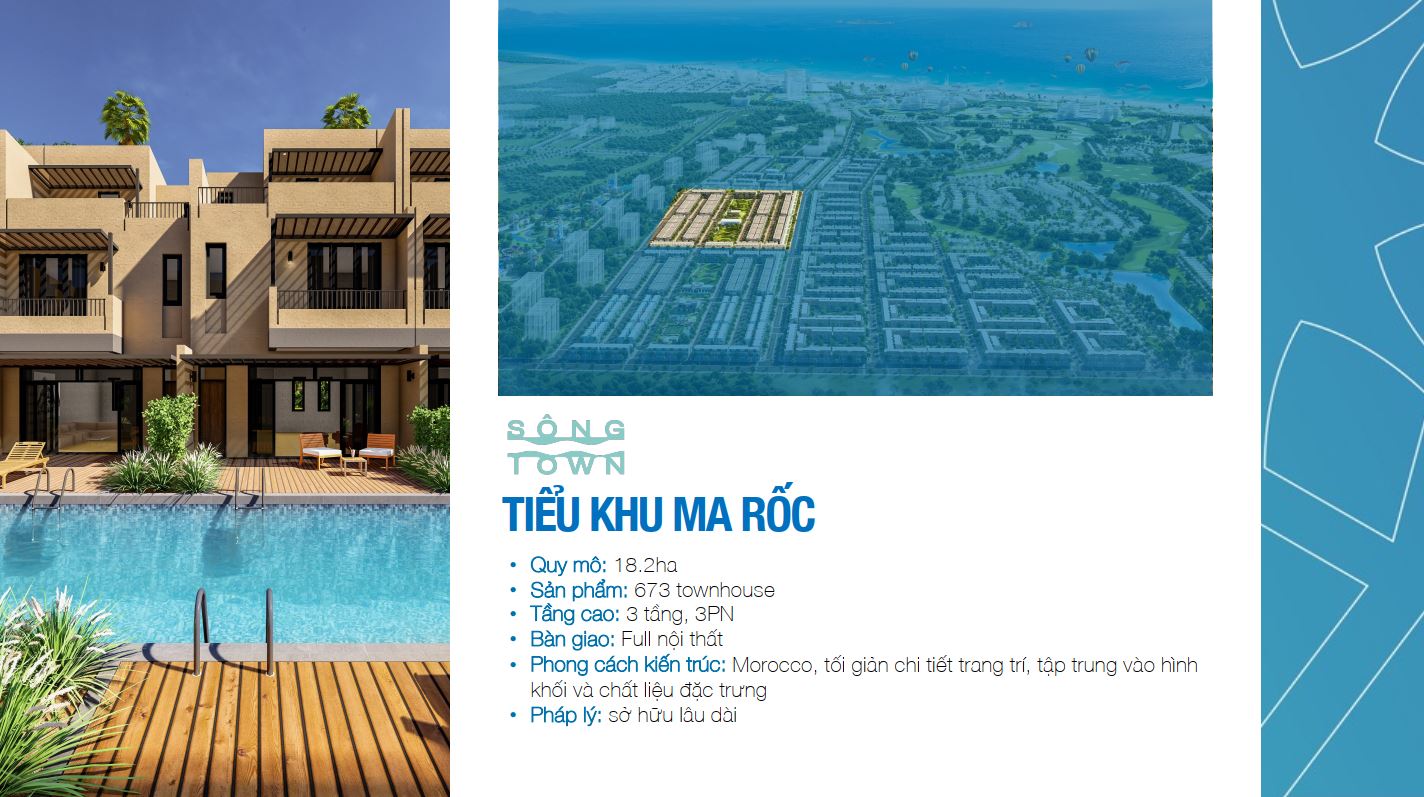 SÔNG
TOWN
TIỂU KHU MA RỐC
• Quy mô: 18.2ha
• Sản phẩm: 673 townhouse
• Tầng cao: 3 tầng, 3PN
• Bàn giao: Full nội thất
• Phong cách kiến trúc: Morocco, tối giản chi tiết trang trí, tập trung vào hình
khối và chất liệu đặc trưng
• Pháp lý: sở hữu lâu dài